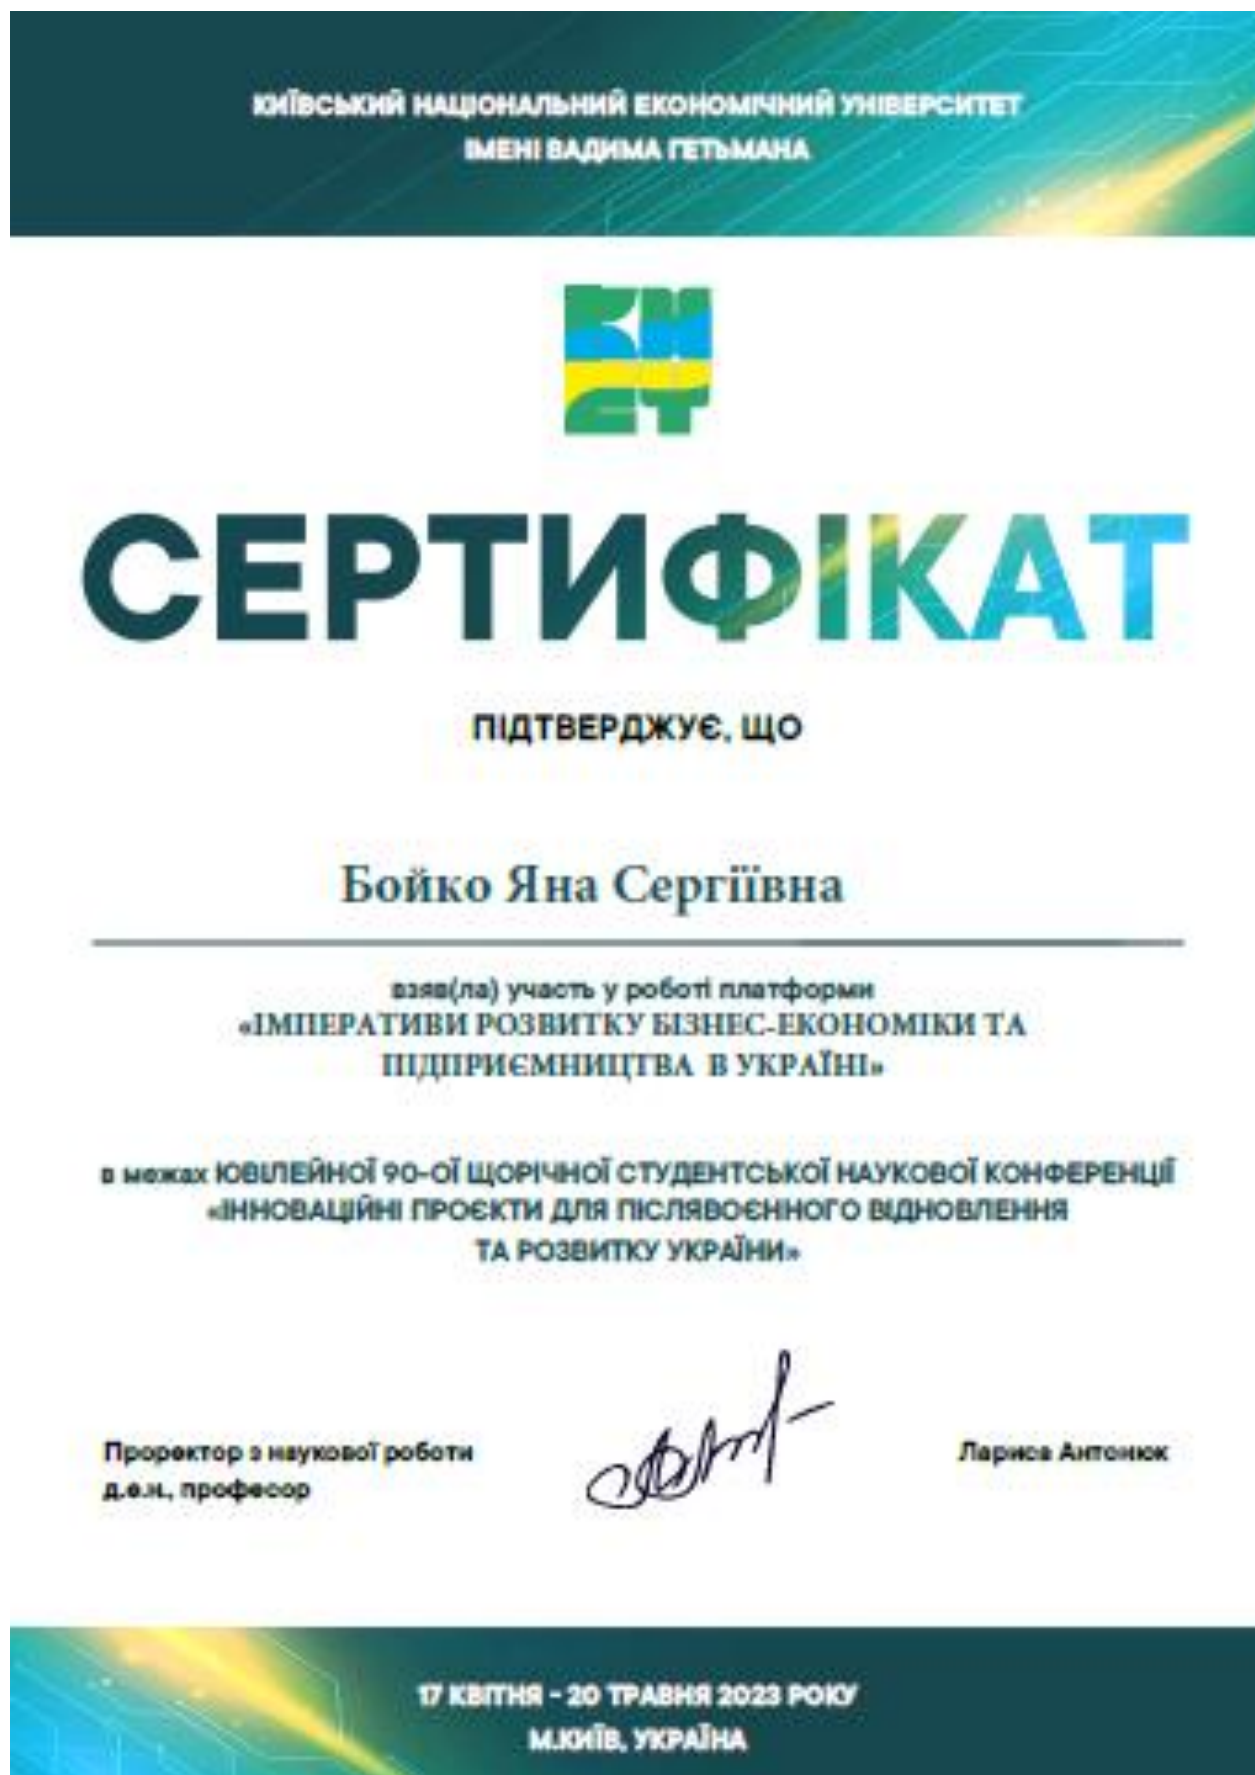 КИЇВСЬКИЙ НАЦІОНАЛЬНИЙ ЕКОНОМІЧНИЙ УНІВЕРСИТЕТ
ІМЕНІ ВАДИМА ГЕТЬМАНА
КН
ЕУ
СЕРТИФІКАТ
ПІДТВЕРДЖУЄ, ЩО
Бойко Яна Сергіївна
взяв(ла) участь у роботі платформи
«ІМПЕРАТИВИ РОЗВИТКУ БІЗНЕС-ЕКОНОМІКИ ТА
ПІДПРИЄМНИЦТВА В УКРАЇНІ»
в межах ЮВІЛЕЙНОЇ 90-ОЇ ЩОРІЧНОЇ СТУДЕНТСЬКОЇ НАУКОВОЇ КОНФЕРЕНЦІЇ
«ІННОВАЦІЙНІ ПРОЄКТИ ДЛЯ ПІСЛЯВОЄННОГО ВІДНОВЛЕННЯ
ТА РОЗВИТКУ УКРАЇНИ»
Проректор з наукової роботи
д.е.н., професор
Лариса Антонюк
17 КВІТНЯ - 20 ТРАВНЯ 2023 РОКУ
М.КИЇВ, УКРАЇНА